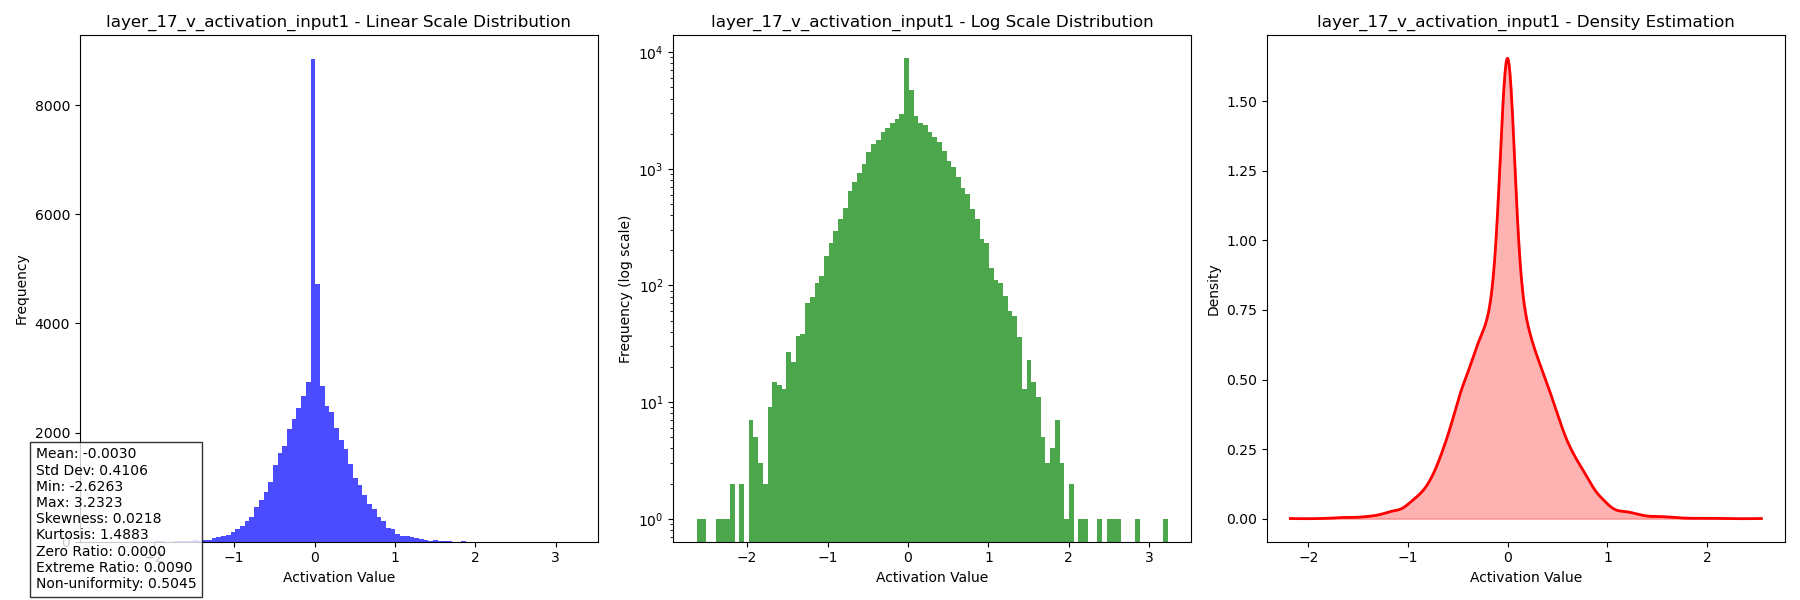 layer_17_v_activation_input1 - Linear Scale Distribution
8000
6000
4000
2000
0
Frequency
−1
0
1
2
3
Activation Value
Mean: -0.0030
Std Dev: 0.4106
Min: -2.6263
Max: 3.2323
Skewness: 0.0218
Kurtosis: 1.4883
Zero Ratio: 0.0000
Extreme Ratio: 0.0090
Non-uniformity: 0.5045
layer_17_v_activation_input1 - Log Scale Distribution
10⁴
10³
10²
10¹
10⁰
Frequency (log scale)
−2
−1
0
1
2
3
Activation Value
layer_17_v_activation_input1 - Density Estimation
1.50
1.25
1.00
0.75
0.50
0.25
0.00
Density
−2
−1
0
1
2
Activation Value